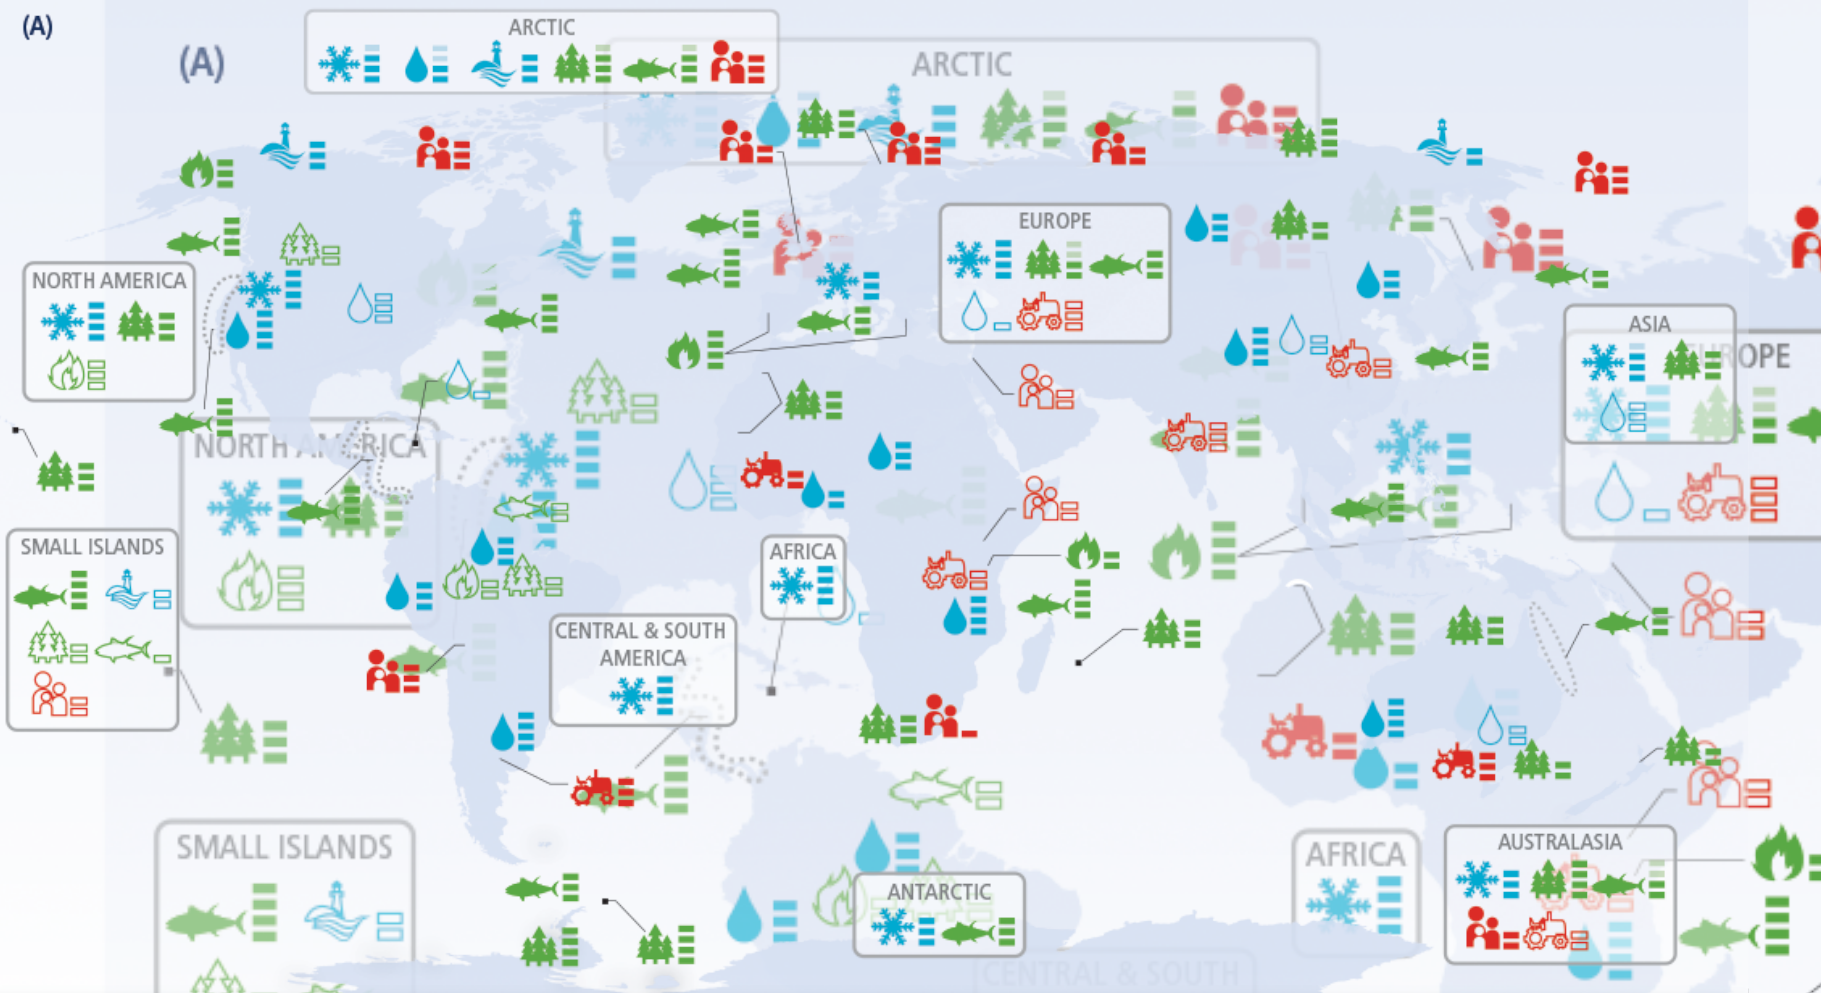 (A)
ARCTIC
(A)
ARCTIC
EUROPE
NORTH AMERICA
ASIA
EUROPE
NORTH AMERICA
SMALL ISLANDS
AFRICA
CENTRAL & SOUTH
AMERICA
SMALL ISLANDS
AFRICA
AUSTRALASIA
ANTARCTIC
CENTRAL & SOUTH